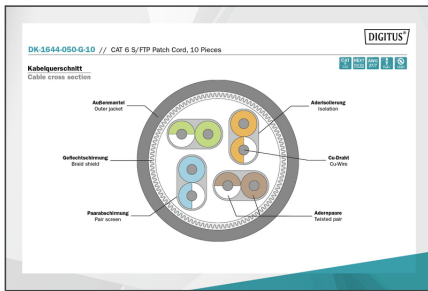 DIGITUS®
DK-1644-050-G-10 // CAT 6 S/FTP Patch Cord, 10 Pieces
Kabelquerschnitt
Cable cross section
Außenmantel
Outer jacket
Aderisolierung
Isolation
Geflechtschirmung
Braid shield
Cu-Draht
Cu-Wire
Paarabschirmung
Pair screen
Adernpaare
Twisted pair